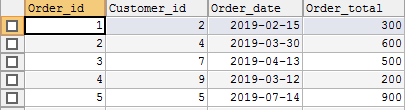 Order_id Customer_id Order_date Order_total
1 2 2019-02-15 300
2 4 2019-03-30 600
3 7 2019-04-13 500
4 9 2019-03-12 200
5 5 2019-07-14 900